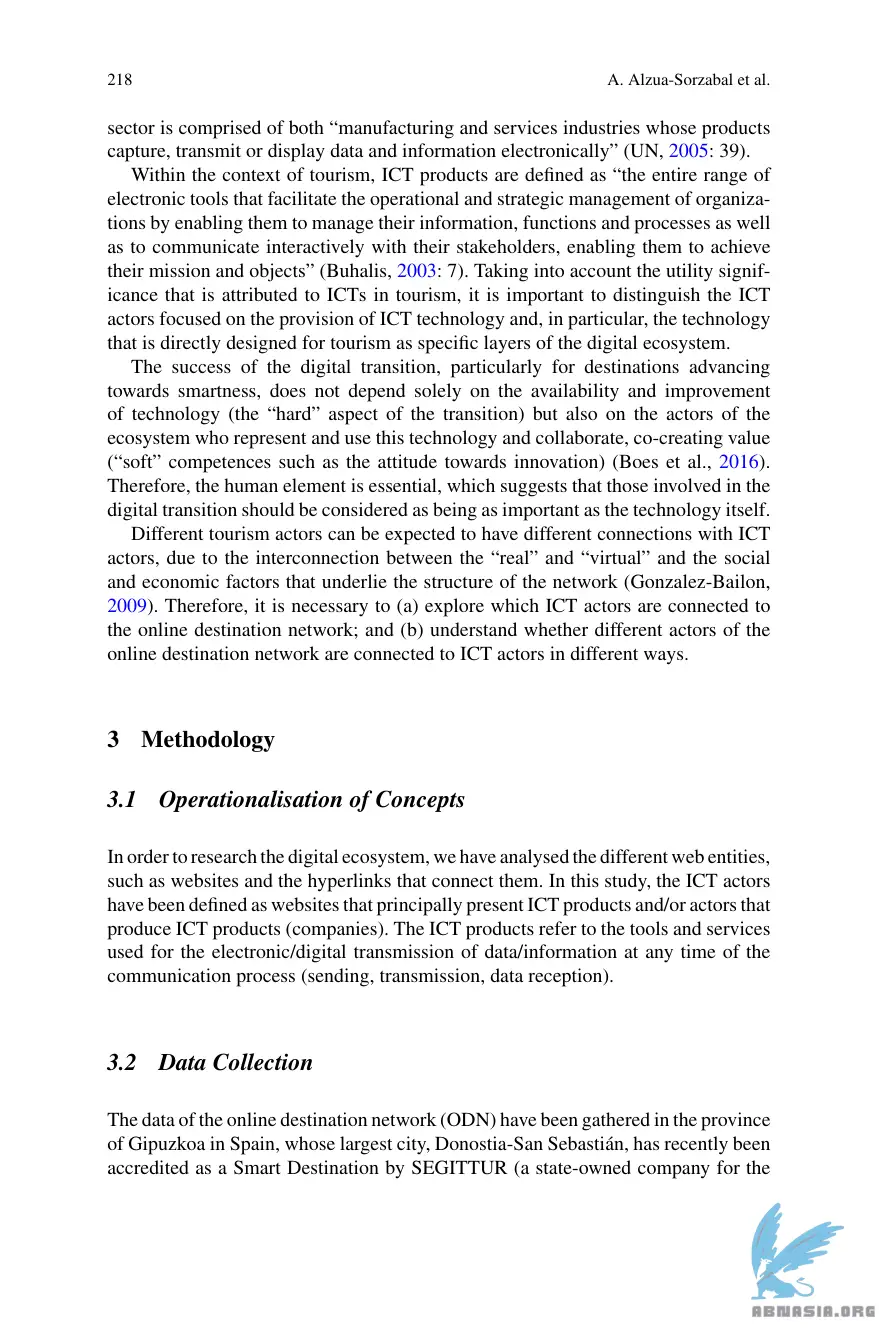 218
A. Alzua-Sorzabal et al.
sector is comprised of both “manufacturing and services industries whose products
capture, transmit or display data and information electronically” (UN, 2005: 39).
Within the context of tourism, ICT products are defined as “the entire range of
electronic tools that facilitate the operational and strategic management of organiza-
tions by enabling them to manage their information, functions and processes as well
as to communicate interactively with their stakeholders, enabling them to achieve
their mission and objects” (Buhalis, 2003: 7). Taking into account the utility signif-
icance that is attributed to ICTs in tourism, it is important to distinguish the ICT
actors focused on the provision of ICT technology and, in particular, the technology
that is directly designed for tourism as specific layers of the digital ecosystem.
The success of the digital transition, particularly for destinations advancing
towards smartness, does not depend solely on the availability and improvement
of technology (the “hard” aspect of the transition) but also on the actors of the
ecosystem who represent and use this technology and collaborate, co-creating value
(“soft” competences such as the attitude towards innovation) (Boes et al., 2016).
Therefore, the human element is essential, which suggests that those involved in the
digital transition should be considered as being as important as the technology itself.
Different tourism actors can be expected to have different connections with ICT
actors, due to the interconnection between the “real” and “virtual” and the social
and economic factors that underlie the structure of the network (Gonzalez-Bailon,
2009). Therefore, it is necessary to (a) explore which ICT actors are connected to
the online destination network; and (b) understand whether different actors of the
online destination network are connected to ICT actors in different ways.
3 Methodology
3.1 Operationalisation of Concepts
In order to research the digital ecosystem, we have analysed the different web entities,
such as websites and the hyperlinks that connect them. In this study, the ICT actors
have been defined as websites that principally present ICT products and/or actors that
produce ICT products (companies). The ICT products refer to the tools and services
used for the electronic/digital transmission of data/information at any time of the
communication process (sending, transmission, data reception).
3.2 Data Collection
The data of the online destination network (ODN) have been gathered in the province
of Gipuzkoa in Spain, whose largest city, Donostia-San Sebastián, has recently been
accredited as a Smart Destination by SEGITTUR (a state-owned company for the
ABNASIA.ORG